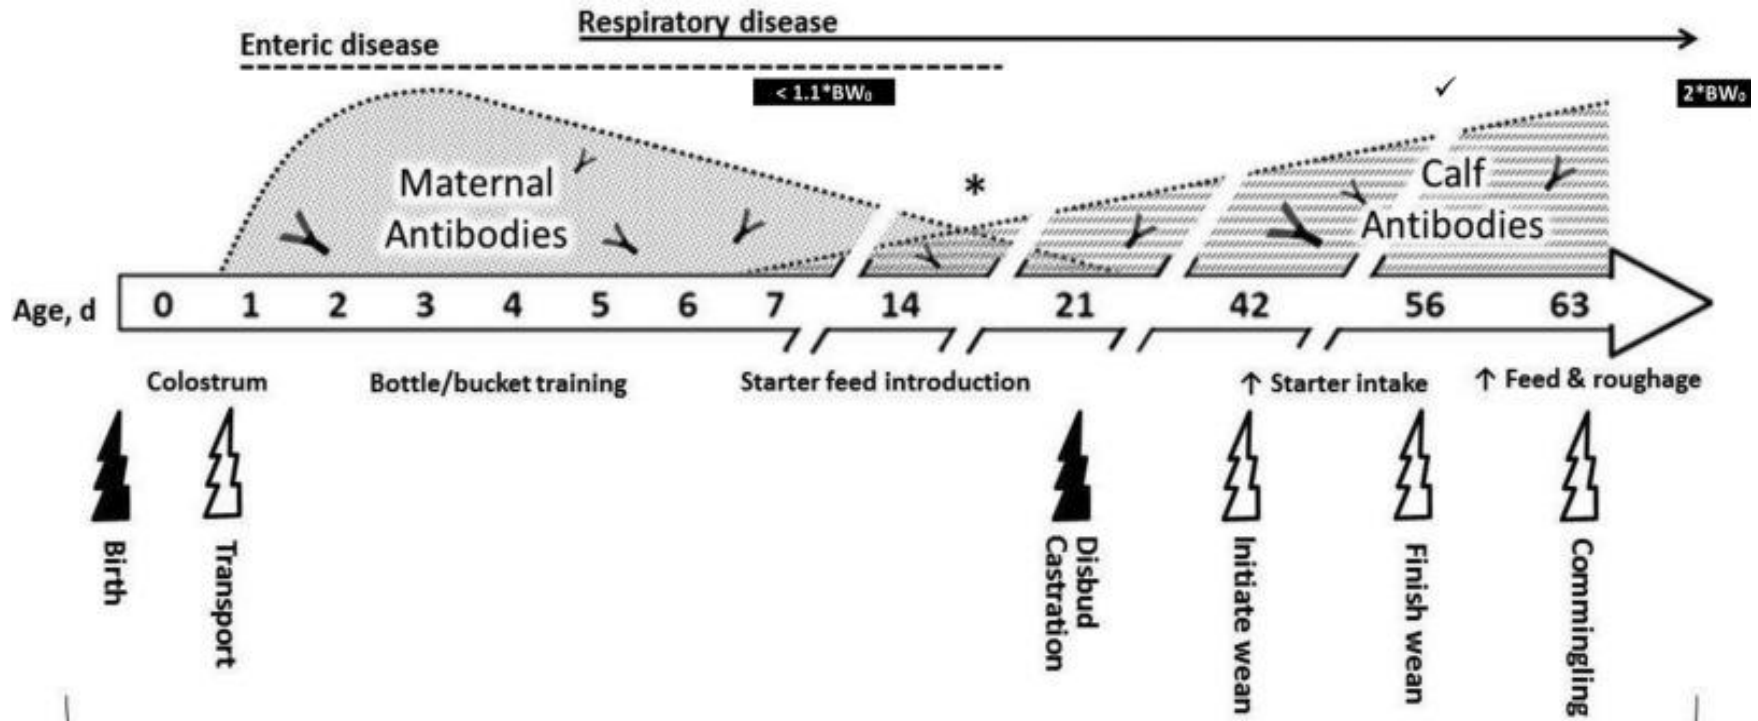 Respiratory disease
Enteric disease
< 1.1*BW₀
✓
2*BW₀
Maternal
Antibodies
*
Calf
Antibodies
Age, d 0 1 2 3 4 5 6 7 14 21 42 56 63
Colostrum
Bottle/bucket training
Starter feed introduction
↑ Starter intake
↑ Feed & roughage
Birth
Transport
Disbud
Castration
Initiate wean
Finish wean
Commingling